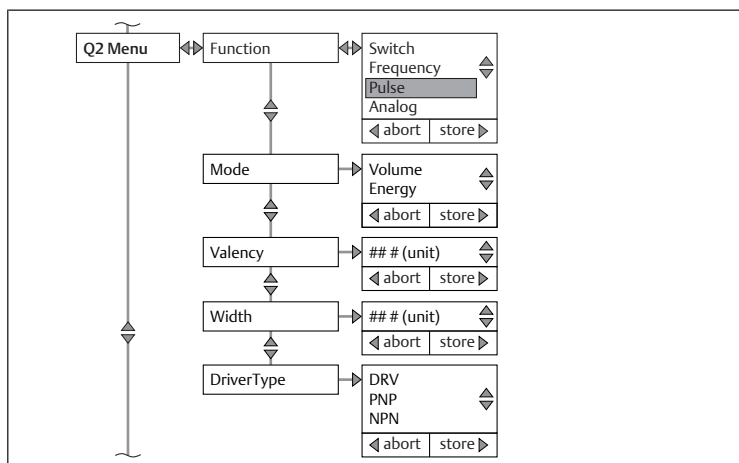 Q2 Menu
Function
Switch
Frequency
Pulse
Analog
abort store
Mode
Volume
Energy
abort store
Valency
## # (unit)
abort store
Width
## # (unit)
abort store
DriverType
DRV
PNP
NPN
abort store